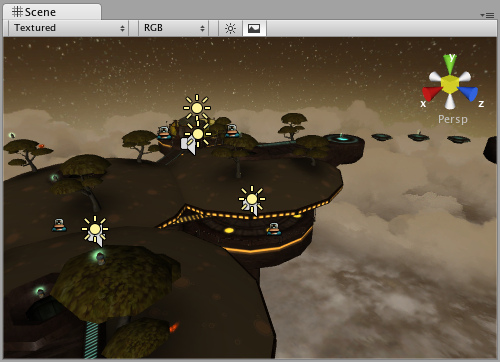 Scene
Textured
RGB
y
x
z
Persp